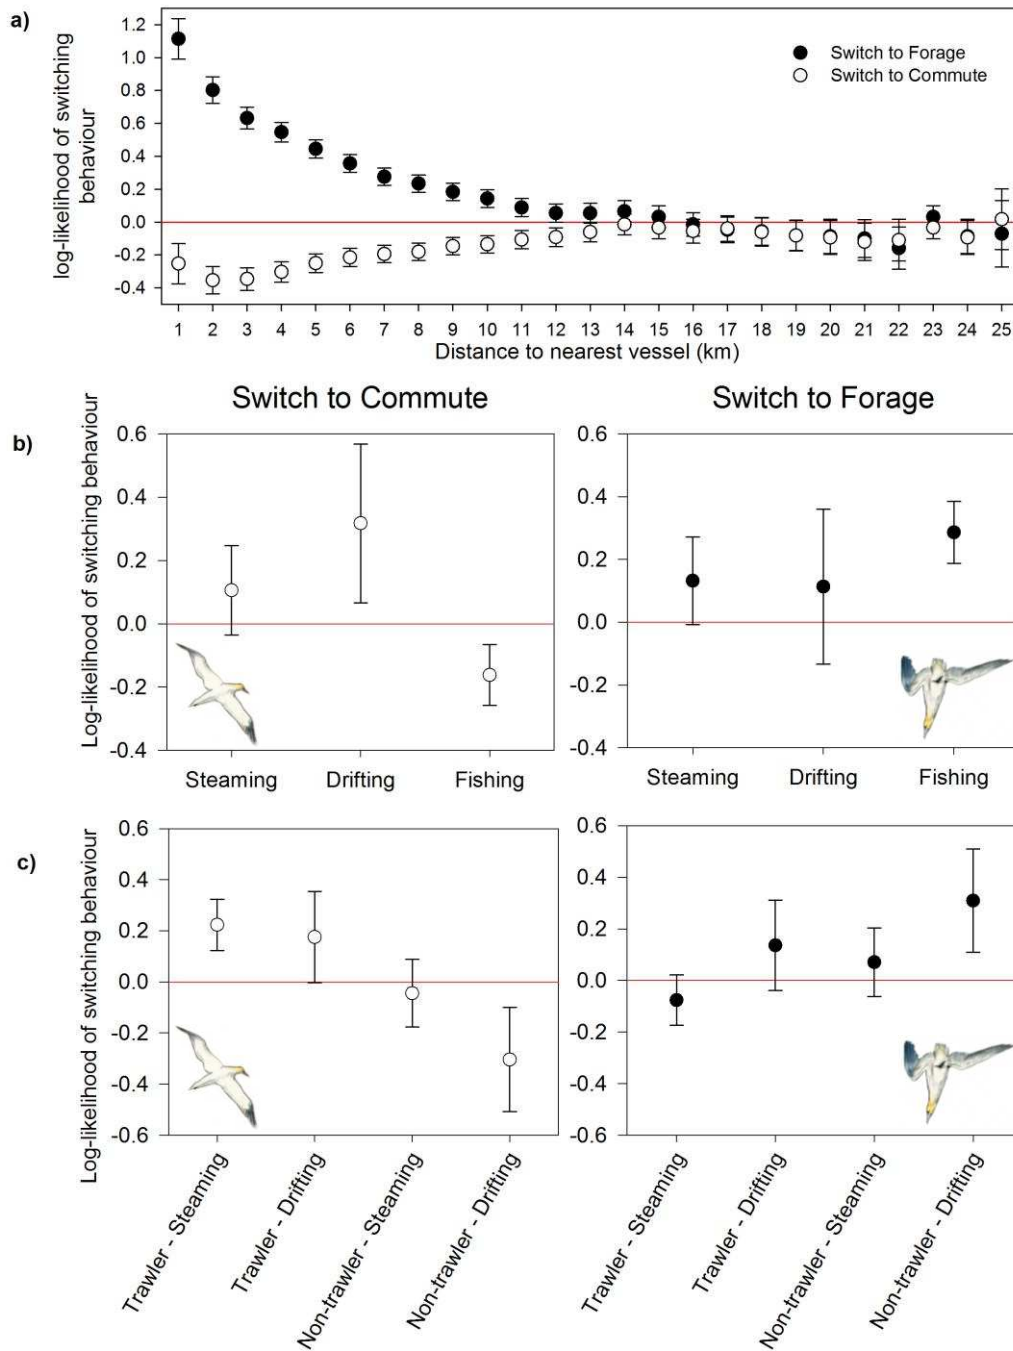 a)
log-likelihood of switching
behaviour
1.2
1.0
0.8
0.6
0.4
0.2
0.0
-0.2
-0.4
Switch to Forage
Switch to Commute
1 2 3 4 5 6 7 8 9 10 11 12 13 14 15 16 17 18 19 20 21 22 23 24 25
Distance to nearest vessel (km)
b)
Switch to Commute
Switch to Forage
Log-likelihood of switching behaviour
0.6
0.4
0.2
0.0
-0.2
-0.4
Steaming Drifting Fishing
0.6
0.4
0.2
0.0
-0.2
-0.4
Steaming Drifting Fishing
c)
Log-likelihood of switching behaviour
0.6
0.4
0.2
0.0
-0.2
-0.4
-0.6
Trawler - Steaming
Trawler - Drifting
Non-trawler - Steaming
Non-trawler - Drifting
0.6
0.4
0.2
0.0
-0.2
-0.4
-0.6
Trawler - Steaming
Trawler - Drifting
Non-trawler - Steaming
Non-trawler - Drifting